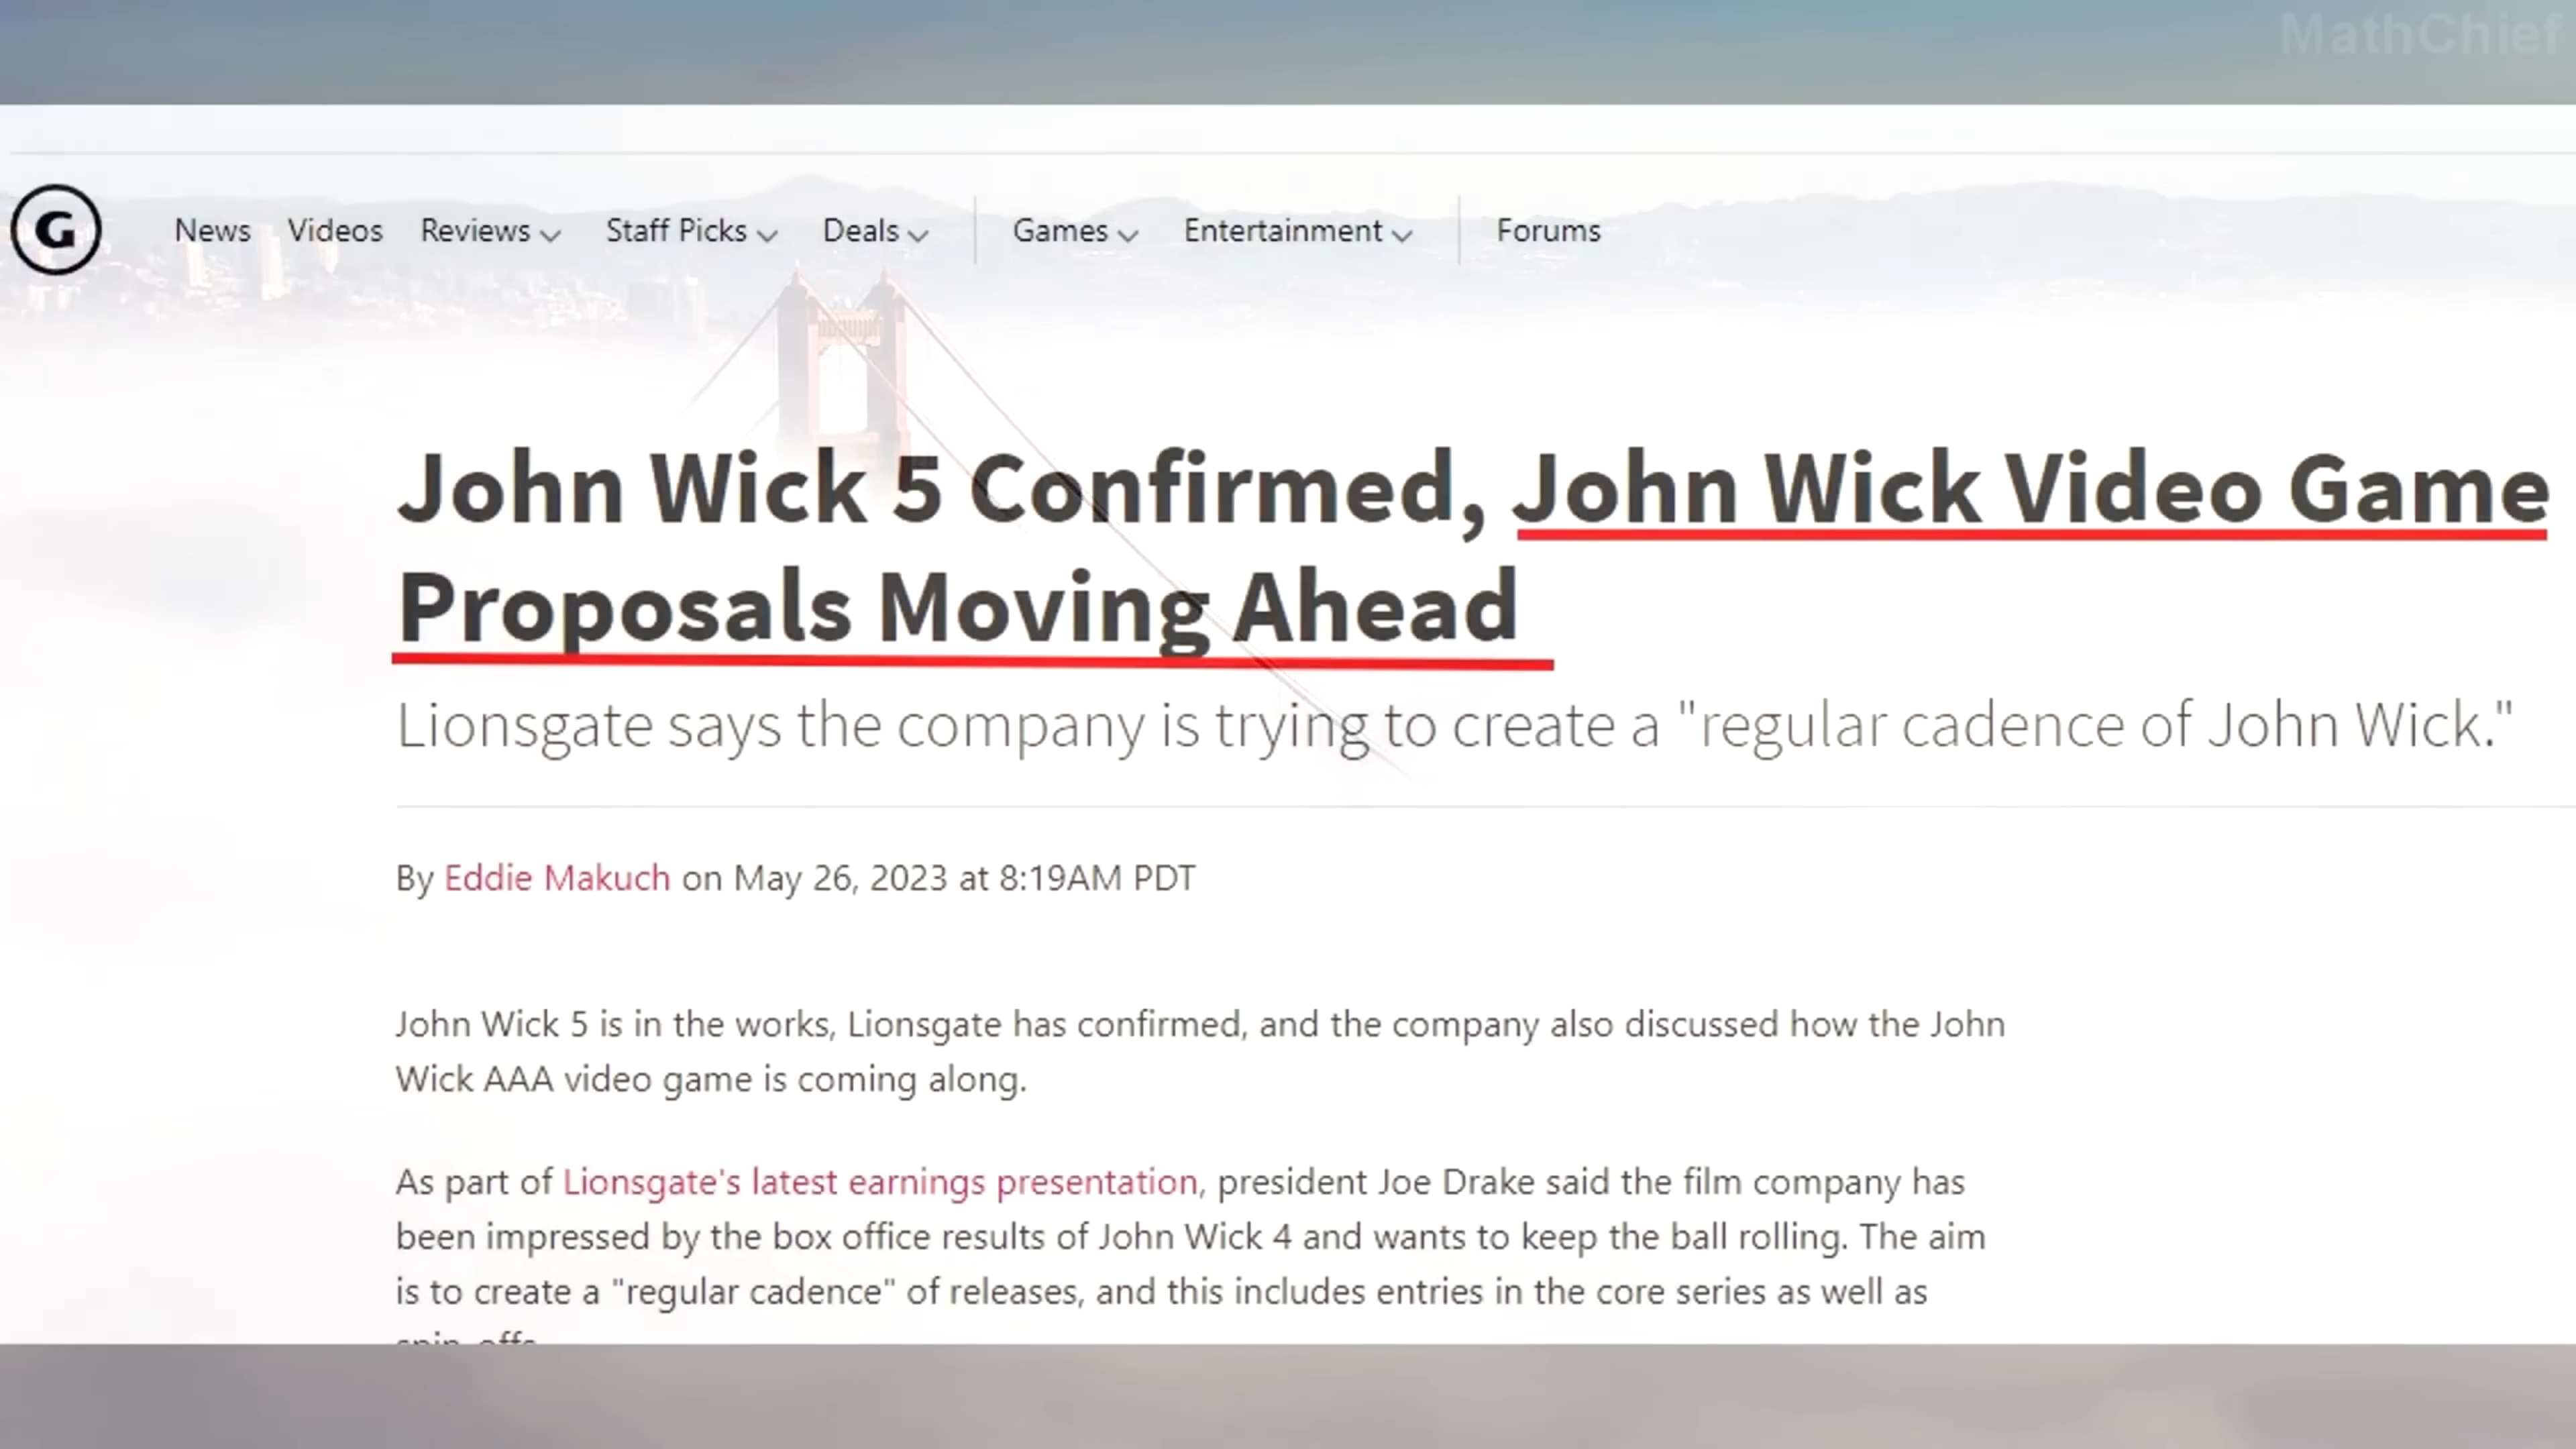 MathChief
G
News Videos Reviews Staff Picks Deals Games Entertainment Forums
John Wick 5 Confirmed, John Wick Video Game
Proposals Moving Ahead
Lionsgate says the company is trying to create a "regular cadence of John Wick."
By Eddie Makuch on May 26, 2023 at 8:19AM PDT
John Wick 5 is in the works, Lionsgate has confirmed, and the company also discussed how the John
Wick AAA video game is coming along.
As part of Lionsgate's latest earnings presentation, president Joe Drake said the film company has
been impressed by the box office results of John Wick 4 and wants to keep the ball rolling. The aim
is to create a "regular cadence" of releases, and this includes entries in the core series as well as
spin-offs.